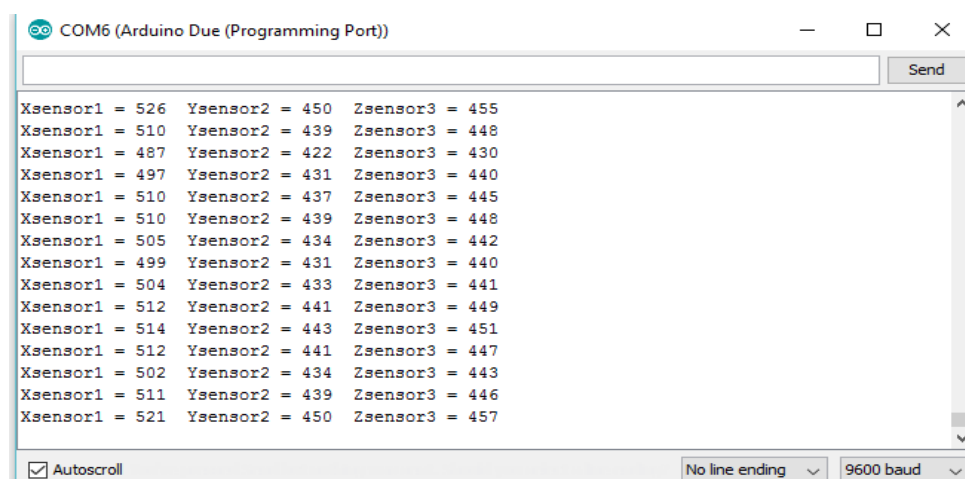 COM6 (Arduino Due (Programming Port))
Send
Xsensor1 = 526 Ysensor2 = 450 Zsensor3 = 455
Xsensor1 = 510 Ysensor2 = 439 Zsensor3 = 448
Xsensor1 = 487 Ysensor2 = 422 Zsensor3 = 430
Xsensor1 = 497 Ysensor2 = 431 Zsensor3 = 440
Xsensor1 = 510 Ysensor2 = 437 Zsensor3 = 445
Xsensor1 = 510 Ysensor2 = 439 Zsensor3 = 448
Xsensor1 = 505 Ysensor2 = 434 Zsensor3 = 442
Xsensor1 = 499 Ysensor2 = 431 Zsensor3 = 440
Xsensor1 = 504 Ysensor2 = 433 Zsensor3 = 441
Xsensor1 = 512 Ysensor2 = 441 Zsensor3 = 449
Xsensor1 = 514 Ysensor2 = 443 Zsensor3 = 451
Xsensor1 = 512 Ysensor2 = 441 Zsensor3 = 447
Xsensor1 = 502 Ysensor2 = 434 Zsensor3 = 443
Xsensor1 = 511 Ysensor2 = 439 Zsensor3 = 446
Xsensor1 = 521 Ysensor2 = 450 Zsensor3 = 457
Autoscroll No line ending 9600 baud